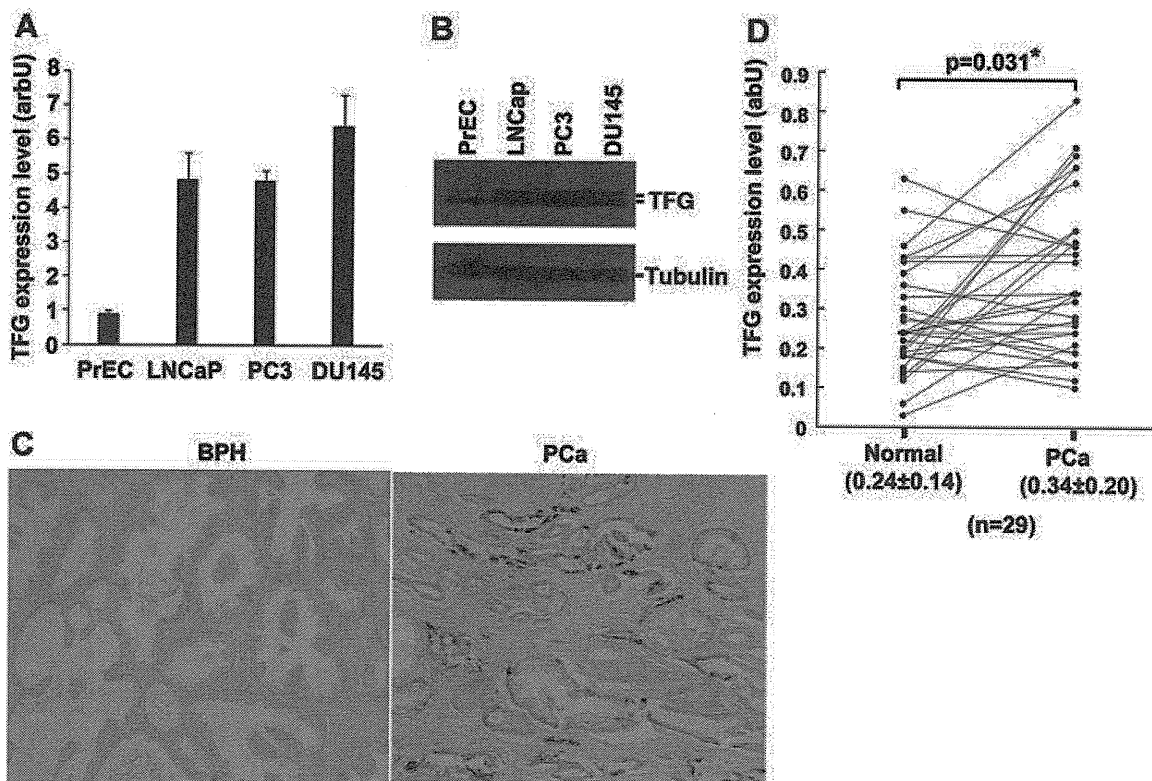 A
TFG expression level (arbU)
8
7
6
5
4
3
2
1
0
PrEC LNCaP PC3 DU145
B
PrEC
LNCap
PC3
DU145
TFG
Tubulin
D
p=0.031*
TFG expression level (abU)
0.9
0.8
0.7
0.6
0.5
0.4
0.3
0.2
0.1
0
Normal PCa
(0.24±0.14) (0.34±0.20)
(n=29)
C
BPH PCa